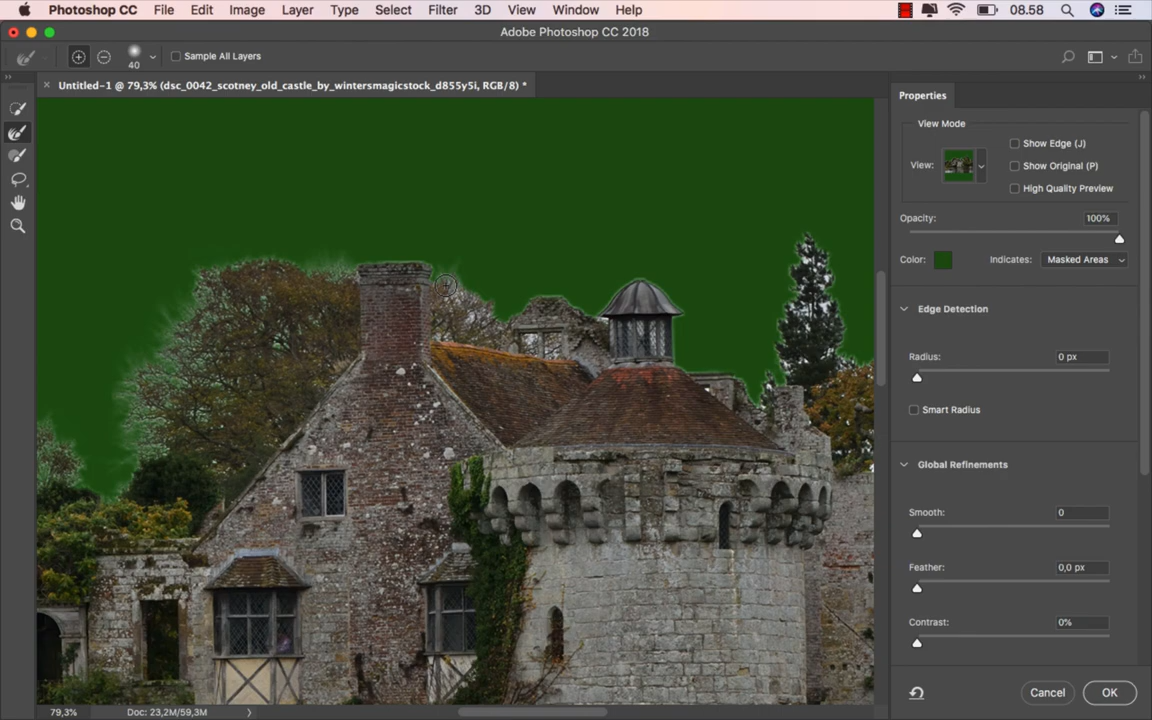 Photoshop CC File Edit Image Layer Type Select Filter 3D View Window Help 08.58
Adobe Photoshop CC 2018
40 Sample All Layers
Untitled-1 @ 79,3% (dsc_0042_scotney_old_castle_by_wintersmagicstock_d855y5i, RGB/8) *
Properties
View Mode
View:
Show Edge (J)
Show Original (P)
High Quality Preview
Opacity: 100%
Color: Indicates: Masked Areas
Edge Detection
Radius: 0 px
Smart Radius
Global Refinements
Smooth: 0
Feather: 0,0 px
Contrast: 0%
Cancel OK
79,3% Doc: 23,2M/59,3M